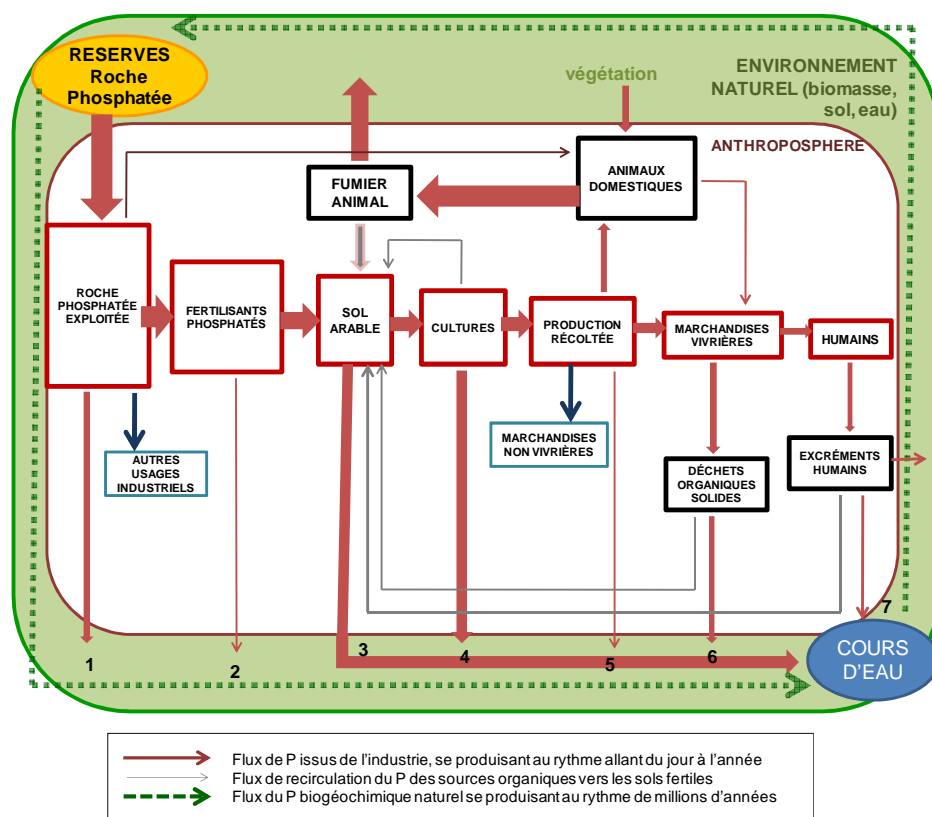 RESERVES
Roche
Phosphatée
végétation
ENVIRONNEMENT
NATUREL (biomasse,
sol, eau)
ANTHROPOSPHERE
FUMIER
ANIMAL
ANIMAUX
DOMESTIQUES
ROCHE
PHOSPHATÉE
EXPLOITÉE
FERTILISANTS
PHOSPHATÉS
SOL
ARABLE
CULTURES
PRODUCTION
RÉCOLTÉE
MARCHANDISES
VIVRIÈRES
HUMAINS
AUTRES
USAGES
INDUSTRIELS
MARCHANDISES
NON VIVRIÈRES
DÉCHETS
ORGANIQUES
SOLIDES
EXCRÉMENTS
HUMAINS
1
2
3
4
5
6
7
COURS
D'EAU
Flux de P issus de l'industrie, se produisant au rythme allant du jour à l'année
Flux de recirculation du P des sources organiques vers les sols fertiles
Flux du P biogéochimique naturel se produisant au rythme de millions d'années